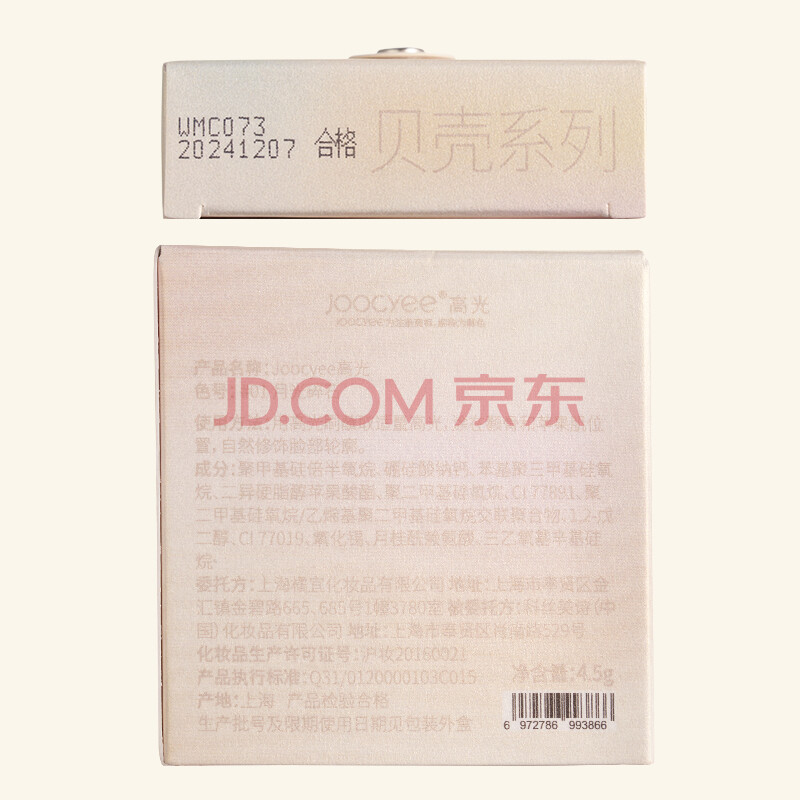 WMC073
20241207 合格
贝壳系列
Joocyee®高光
产品名称：Joocyee高光
色号：
JD.COM 京东
使用方法：
置，自然修饰脸部轮廓。
成分：聚甲基硅倍半氧烷、硼硅酸钠钙、苯基聚三甲基硅氧
烷、二异硬脂醇苹果酸酯、聚二甲基硅氧烷、CI 77891、聚
二甲基硅氧烷/乙烯基聚二甲基硅氧烷交联聚合物、1,2-戊
二醇、CI 77019、氧化锡、月桂酰赖氨酸、三乙氧基辛基硅
烷。
委托方：上海橘宜化妆品有限公司 地址：上海市奉贤区金
汇镇金碧路665、685号1幢3780室 被委托方：科丝美诗（中
国）化妆品有限公司 地址：上海市奉贤区肖南路529号
化妆品生产许可证号：沪妆20160021
产品执行标准：Q31/0120000103C015
净含量：4.5g
产地：上海 产品检验合格
生产批号及限期使用日期见包装外盒
6 972786 993866